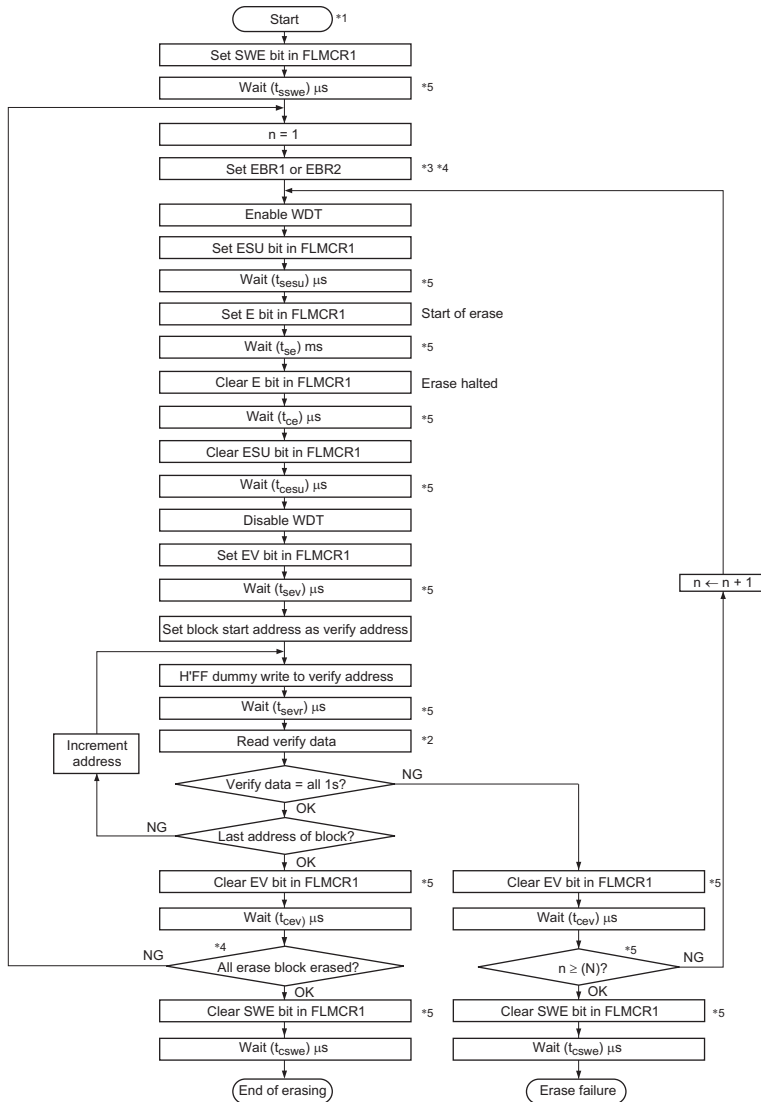 Start *1
Set SWE bit in FLMCR1
Wait (tsswe) μs *5
n = 1
Set EBR1 or EBR2 *3 *4
Enable WDT
Set ESU bit in FLMCR1
Wait (tsesu) μs *5
Set E bit in FLMCR1 Start of erase
Wait (tse) ms *5
Clear E bit in FLMCR1 Erase halted
Wait (tce) μs *5
Clear ESU bit in FLMCR1
Wait (tcesu) μs *5
Disable WDT
Set EV bit in FLMCR1
Wait (tsev) μs *5
n ← n + 1
Set block start address as verify address
H'FF dummy write to verify address
Wait (tsevr) μs *5
Read verify data *2
Increment
address
Verify data = all 1s? NG
OK
NG Last address of block?
OK
Clear EV bit in FLMCR1 *5 Clear EV bit in FLMCR1 *5
Wait (tcev) μs Wait (tcev) μs
NG *4 All erase block erased? n ≥ (N)? *5 NG
OK OK
Clear SWE bit in FLMCR1 *5 Clear SWE bit in FLMCR1 *5
Wait (tcswe) μs Wait (tcswe) μs
End of erasing Erase failure